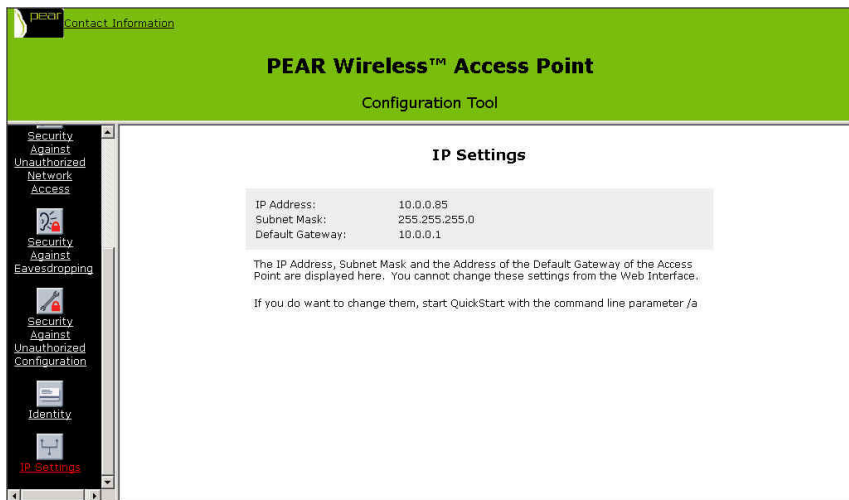 pear
Contact Information
PEAR Wireless™ Access Point
Configuration Tool
Security
Against
Unauthorized
Network
Access
Security
Against
Eavesdropping
Security
Against
Unauthorized
Configuration
Identity
IP Settings
IP Settings
IP Address: 10.0.0.85
Subnet Mask: 255.255.255.0
Default Gateway: 10.0.0.1
The IP Address, Subnet Mask and the Address of the Default Gateway of the Access
Point are displayed here. You cannot change these settings from the Web Interface.
If you do want to change them, start QuickStart with the command line parameter /a